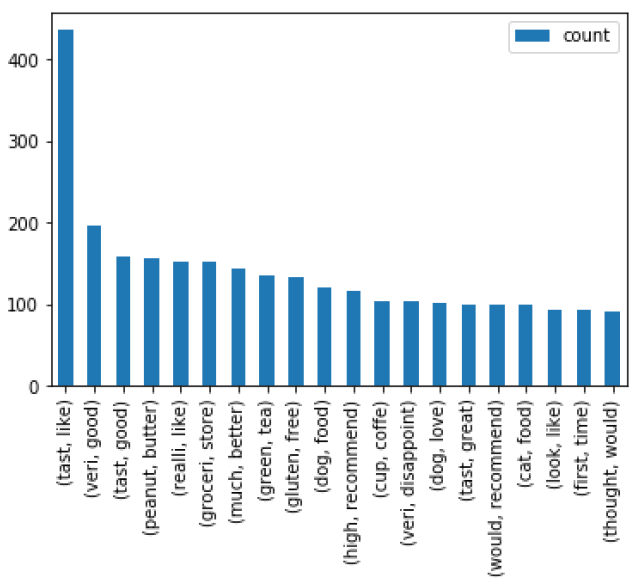 count
400
300
200
100
0
(tast, like)
(veri, good)
(tast, good)
(peanut, butter)
(realli, like)
(groceri, store)
(much, better)
(green, tea)
(gluten, free)
(dog, food)
(high, recommend)
(cup, coffe)
(veri, disappoint)
(dog, love)
(tast, great)
(would, recommend)
(cat, food)
(look, like)
(first, time)
(thought, would)